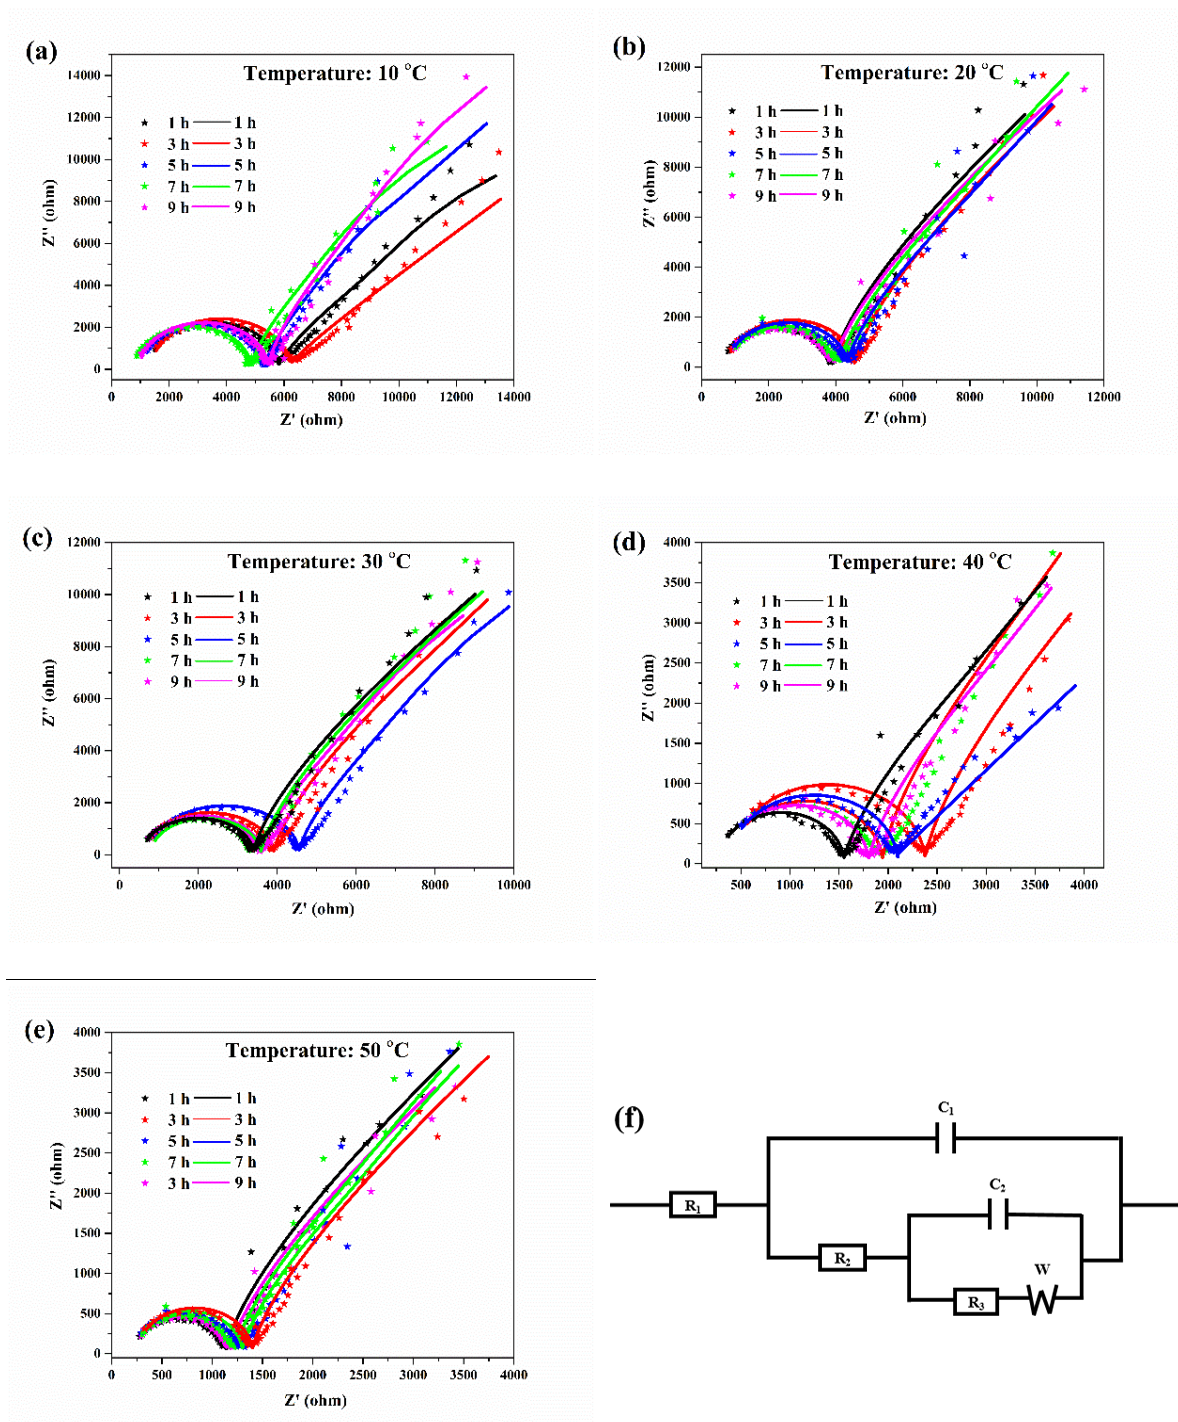 (a)
Temperature: 10 °C
1 h 1 h
3 h 3 h
5 h 5 h
7 h 7 h
9 h 9 h
Z'' (ohm)
14000
12000
10000
8000
6000
4000
2000
0
0 2000 4000 6000 8000 10000 12000 14000
Z' (ohm)
(b)
Temperature: 20 °C
1 h 1 h
3 h 3 h
5 h 5 h
7 h 7 h
9 h 9 h
Z'' (ohm)
12000
10000
8000
6000
4000
2000
0
0 2000 4000 6000 8000 10000 12000
Z' (ohm)
(c)
Temperature: 30 °C
1 h 1 h
3 h 3 h
5 h 5 h
7 h 7 h
9 h 9 h
Z'' (ohm)
12000
10000
8000
6000
4000
2000
0
0 2000 4000 6000 8000 10000
Z' (ohm)
(d)
Temperature: 40 °C
1 h 1 h
3 h 3 h
5 h 5 h
7 h 7 h
9 h 9 h
Z'' (ohm)
4000
3500
3000
2500
2000
1500
1000
500
0
500 1000 1500 2000 2500 3000 3500 4000
Z' (ohm)
(e)
Temperature: 50 °C
1 h 1 h
3 h 3 h
5 h 5 h
7 h 7 h
3 h 9 h
Z'' (ohm)
4000
3500
3000
2500
2000
1500
1000
500
0
0 500 1000 1500 2000 2500 3000 3500 4000
Z' (ohm)
(f)
C₁
C₂
R₁
R₂
W
R₃